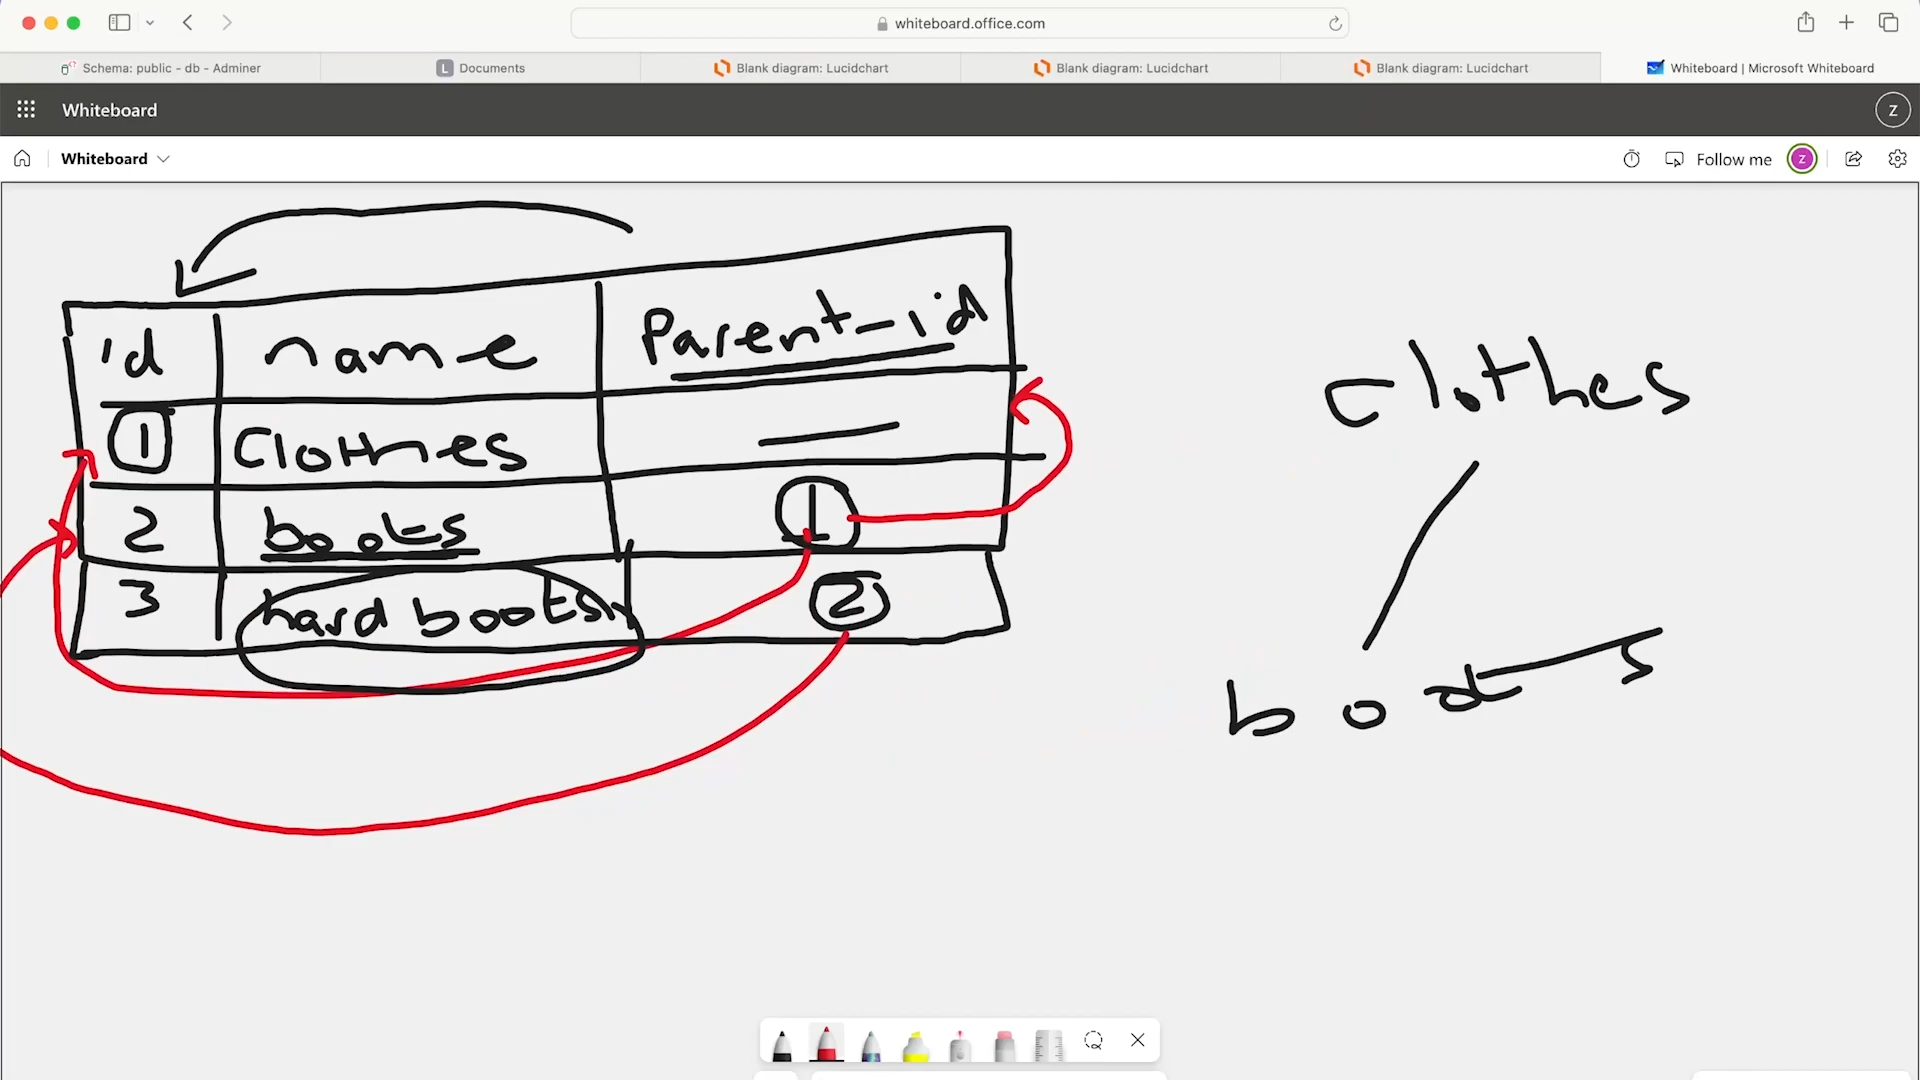 whiteboard.office.com
Schema: public - db - Adminer
L Documents
Blank diagram: Lucidchart
Blank diagram: Lucidchart
Blank diagram: Lucidchart
Whiteboard | Microsoft Whiteboard
Whiteboard
Z
Whiteboard
Follow me
Z
id name Parent_id
1 Clothes —
2 boots 1
3 hard boots 2
clothes
boots